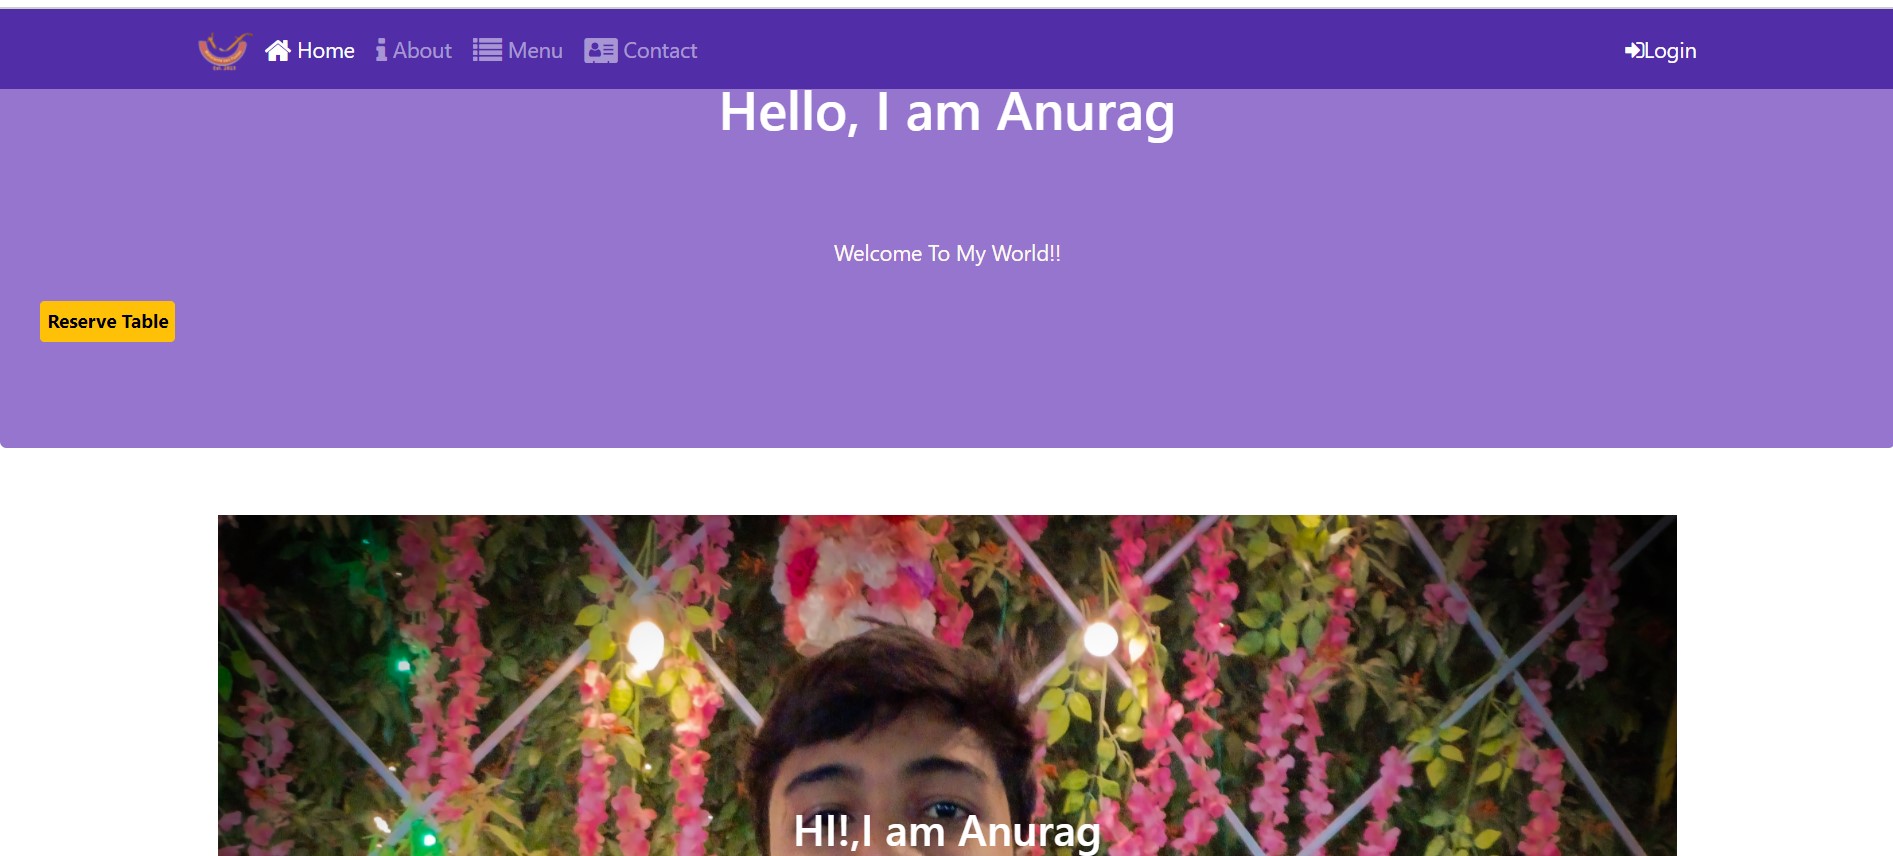 Home About Menu Contact Login
Hello, I am Anurag
Welcome To My World!!
Reserve Table
HI!,I am Anurag